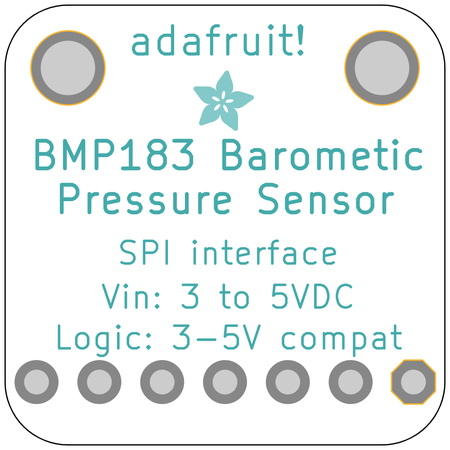 adafruit!
BMP183 Barometic
Pressure Sensor
SPI interface
Vin: 3 to 5VDC
Logic: 3-5V compat